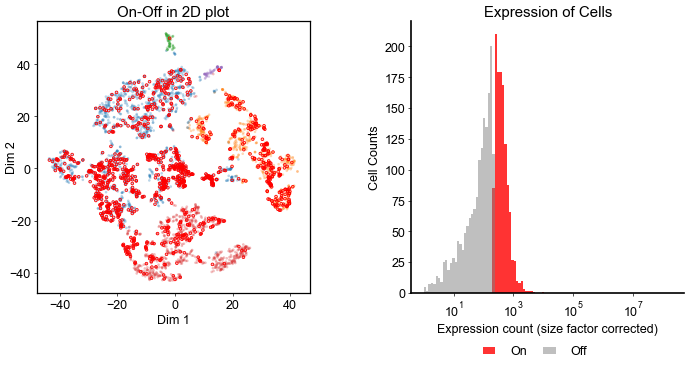 On-Off in 2D plot
40
20
0
−20
−40
−40
−20
0
20
40
Dim 1
Dim 2
Expression of Cells
200
175
150
125
100
75
50
25
0
10^1
10^3
10^5
10^7
Cell Counts
Expression count (size factor corrected)
On
Off